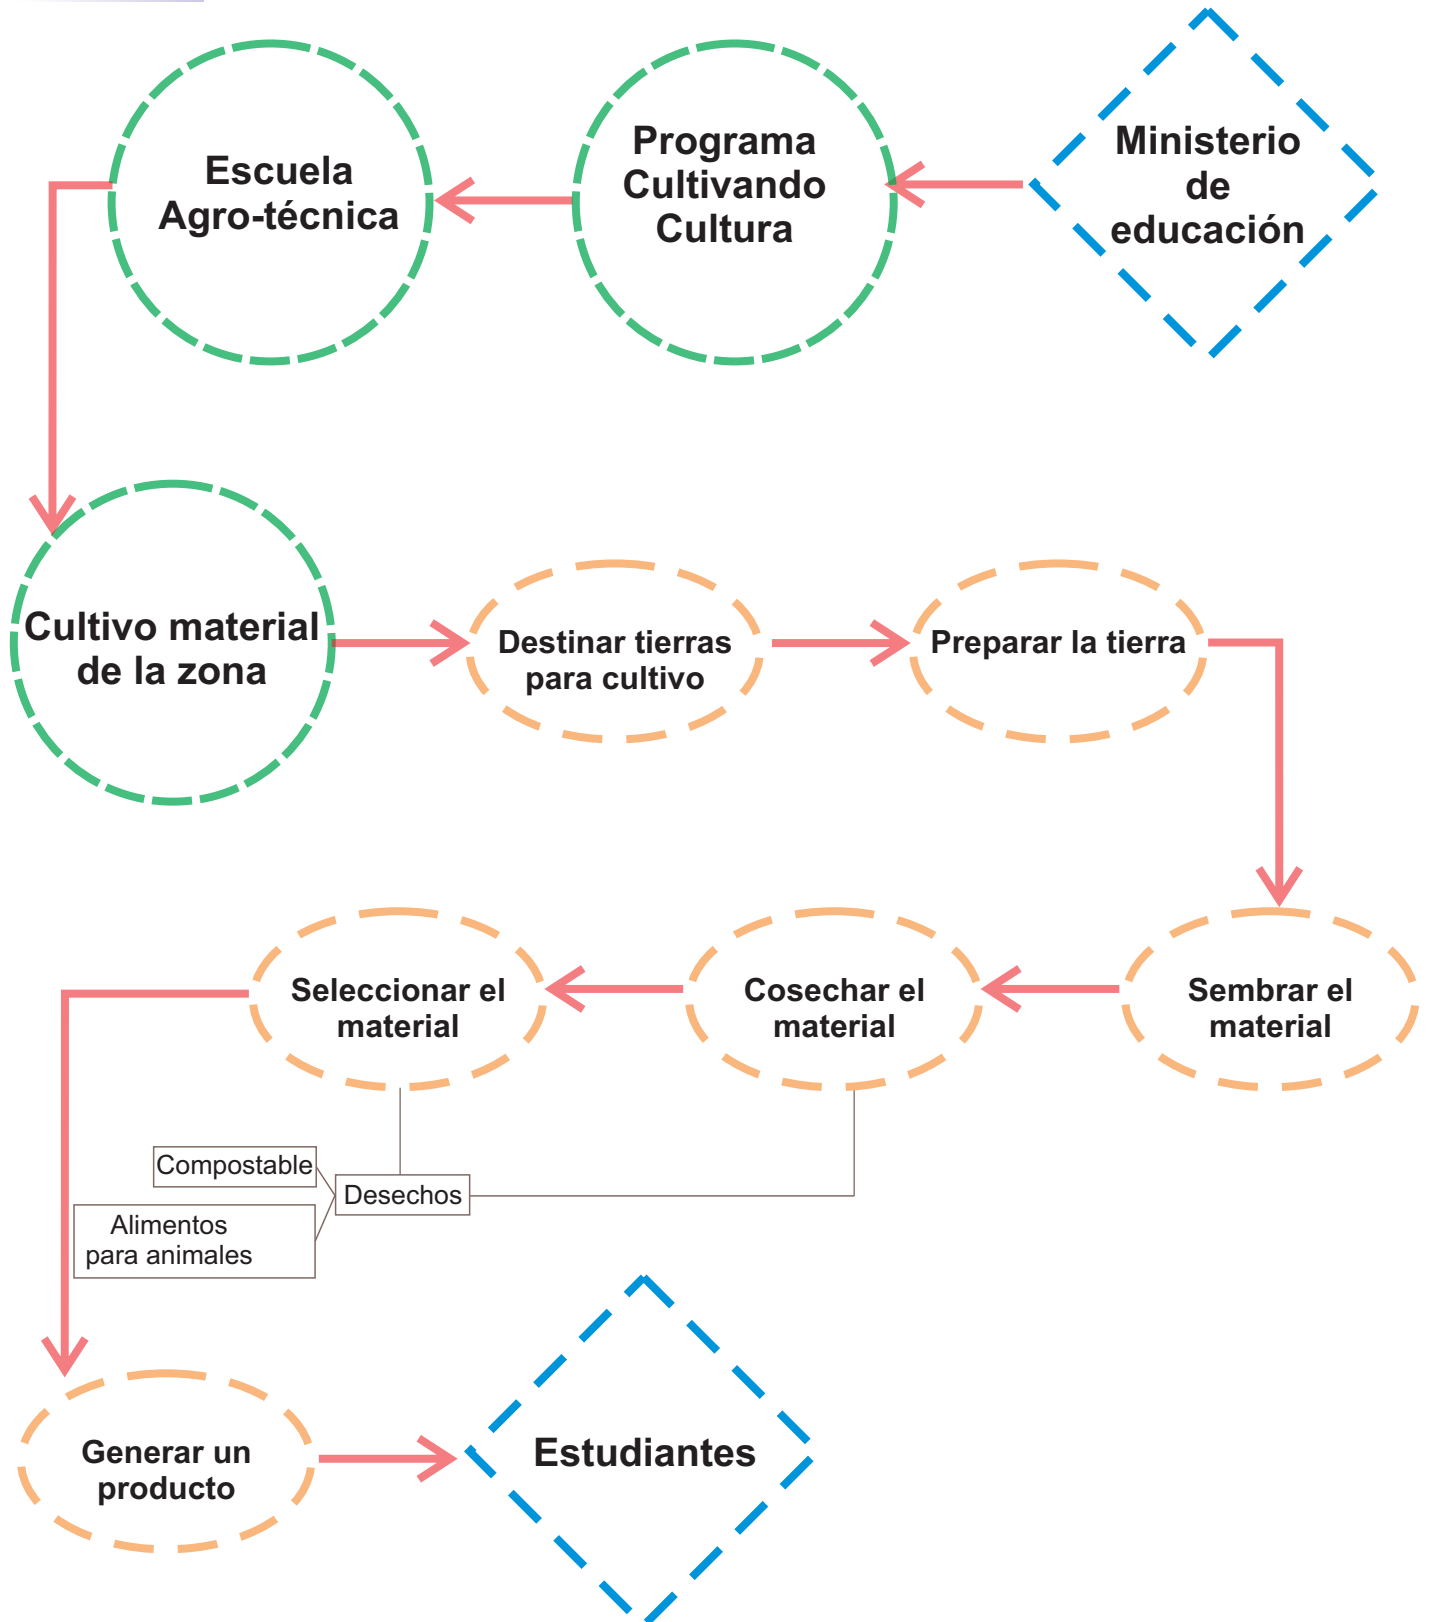 Escuela
Agro-técnica
Programa
Cultivando
Cultura
Ministerio
de
educación
Cultivo material
de la zona
Destinar tierras
para cultivo
Preparar la tierra
Seleccionar el
material
Cosechar el
material
Sembrar el
material
Compostable
Desechos
Alimentos
para animales
Generar un
producto
Estudiantes